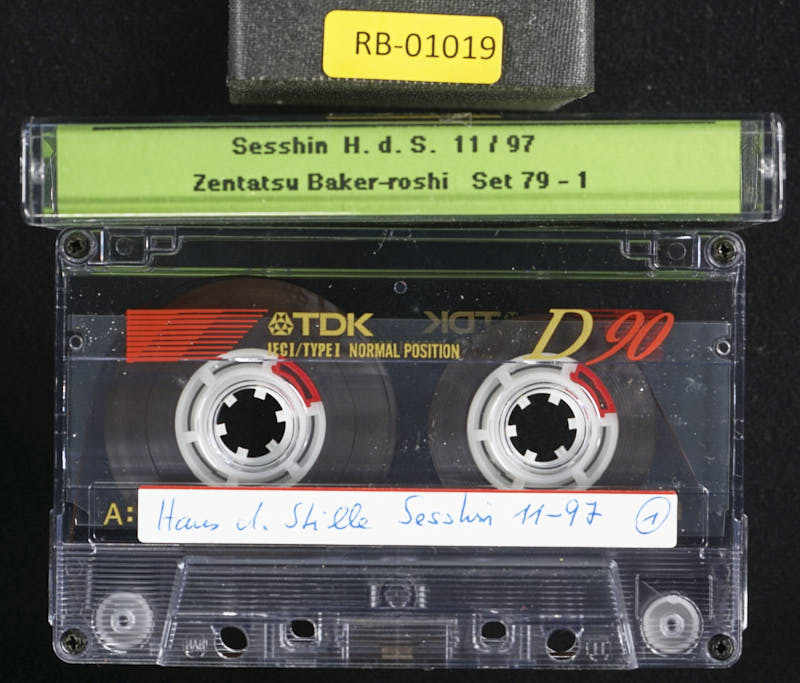 RB-01019
Sesshin H. d. S. 11 / 97
Zentatsu Baker-roshi Set 79 - 1
TDK
D 90
IEC I/TYPE I NORMAL POSITION
A: Haus d. Stille Sesshin 11-97 1